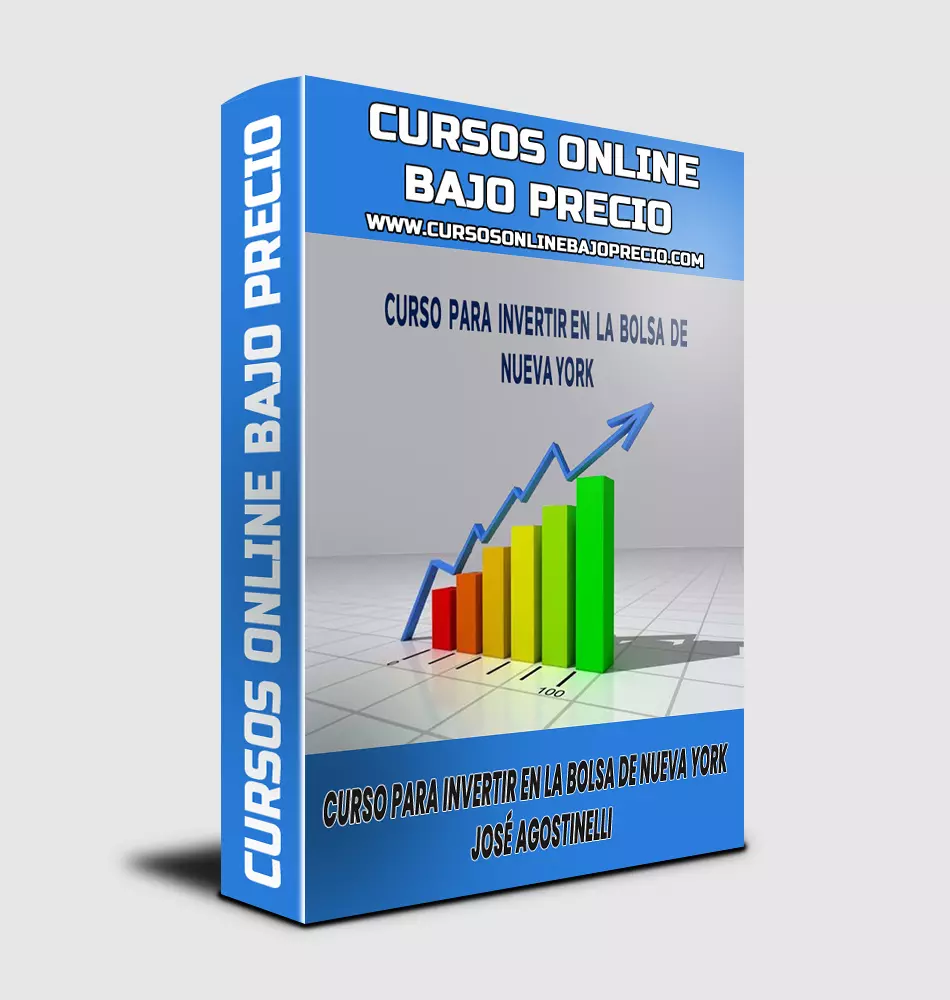 CURSOS ONLINE BAJO PRECIO
CURSOS ONLINE
BAJO PRECIO
WWW.CURSOSONLINEBAJOPRECIO.COM
CURSO PARA INVERTIR EN LA BOLSA DE
NUEVA YORK
100
CURSO PARA INVERTIR EN LA BOLSA DE NUEVA YORK
JOSÉ AGOSTINELLI